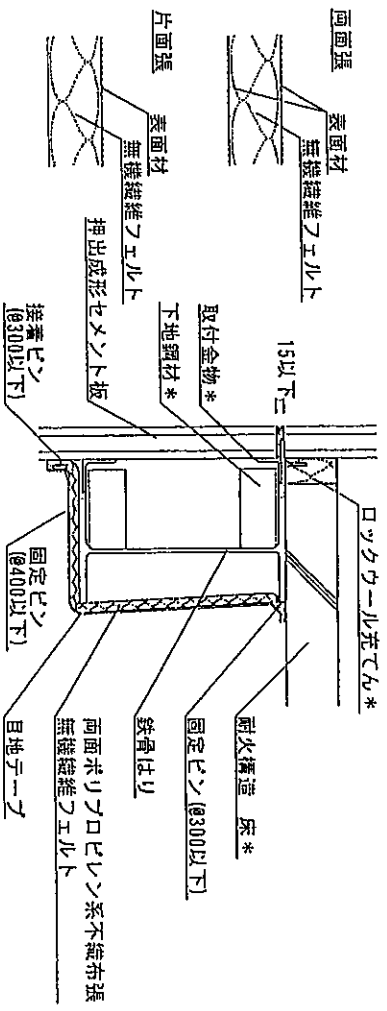 両面張
表面材
無機繊維フェルト
片面張
表面材
無機繊維フェルト
15以下
取付金物*
下地鋼材*
押出成形セメント板
接着ピン
(@300以下)
固定ピン
(@400以下)
ロックウール充てん*
耐火構造 床*
固定ピン(@300以下)
鉄骨はり
両面ポリプロピレン系不織布張
無機繊維フェルト
目地テープ